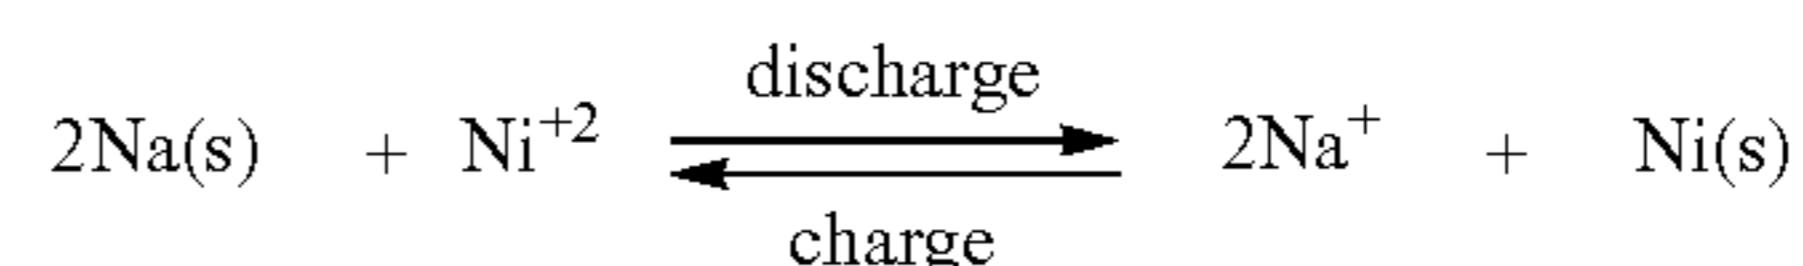 discharge
2Na(s) + Ni⁺² ⇌ 2Na⁺ + Ni(s)
charge